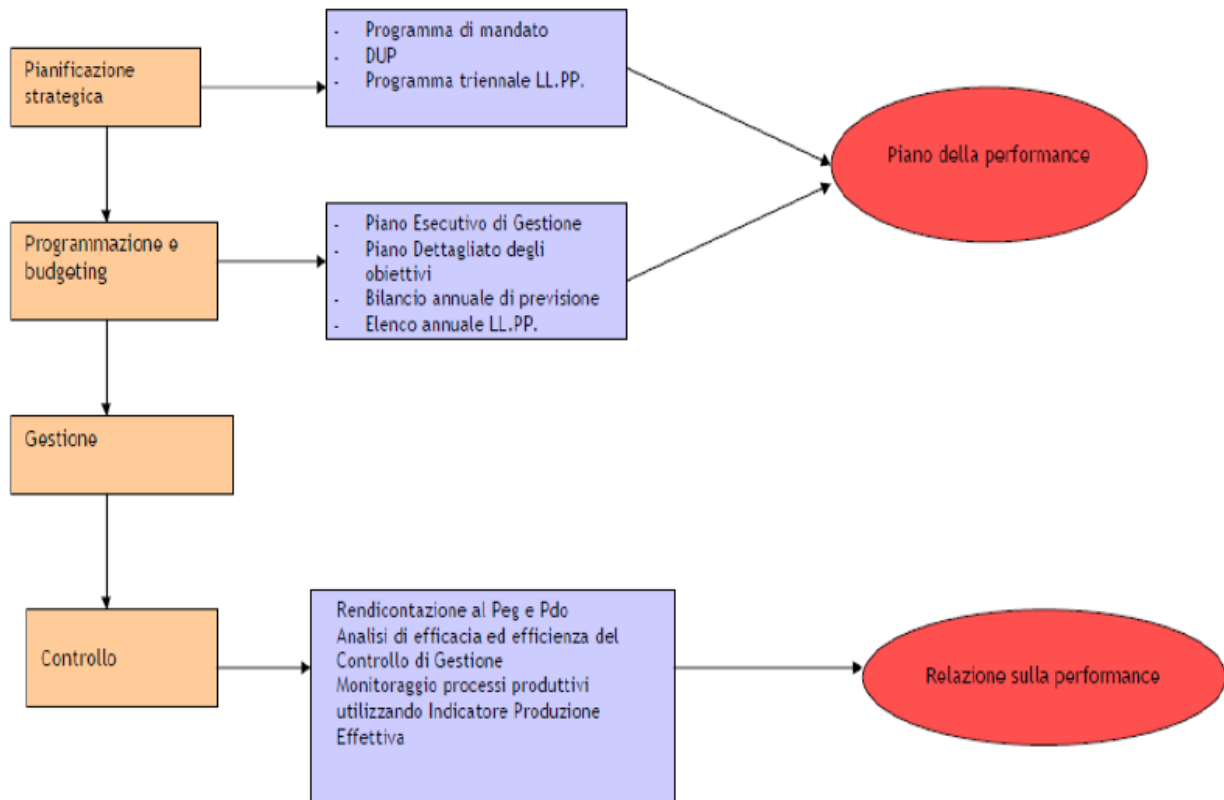 Pianificazione
strategica
- Programma di mandato
- DUP
- Programma triennale LL.PP.
Piano della performance
Programmazione e
budgeting
- Piano Esecutivo di Gestione
- Piano Dettagliato degli
obiettivi
- Bilancio annuale di previsione
- Elenco annuale LL.PP.
Gestione
Controllo
Rendicontazione al Peg e Pdo
Analisi di efficacia ed efficienza del
Controllo di Gestione
Monitoraggio processi produttivi
utilizzando Indicatore Produzione
Effettiva
Relazione sulla performance